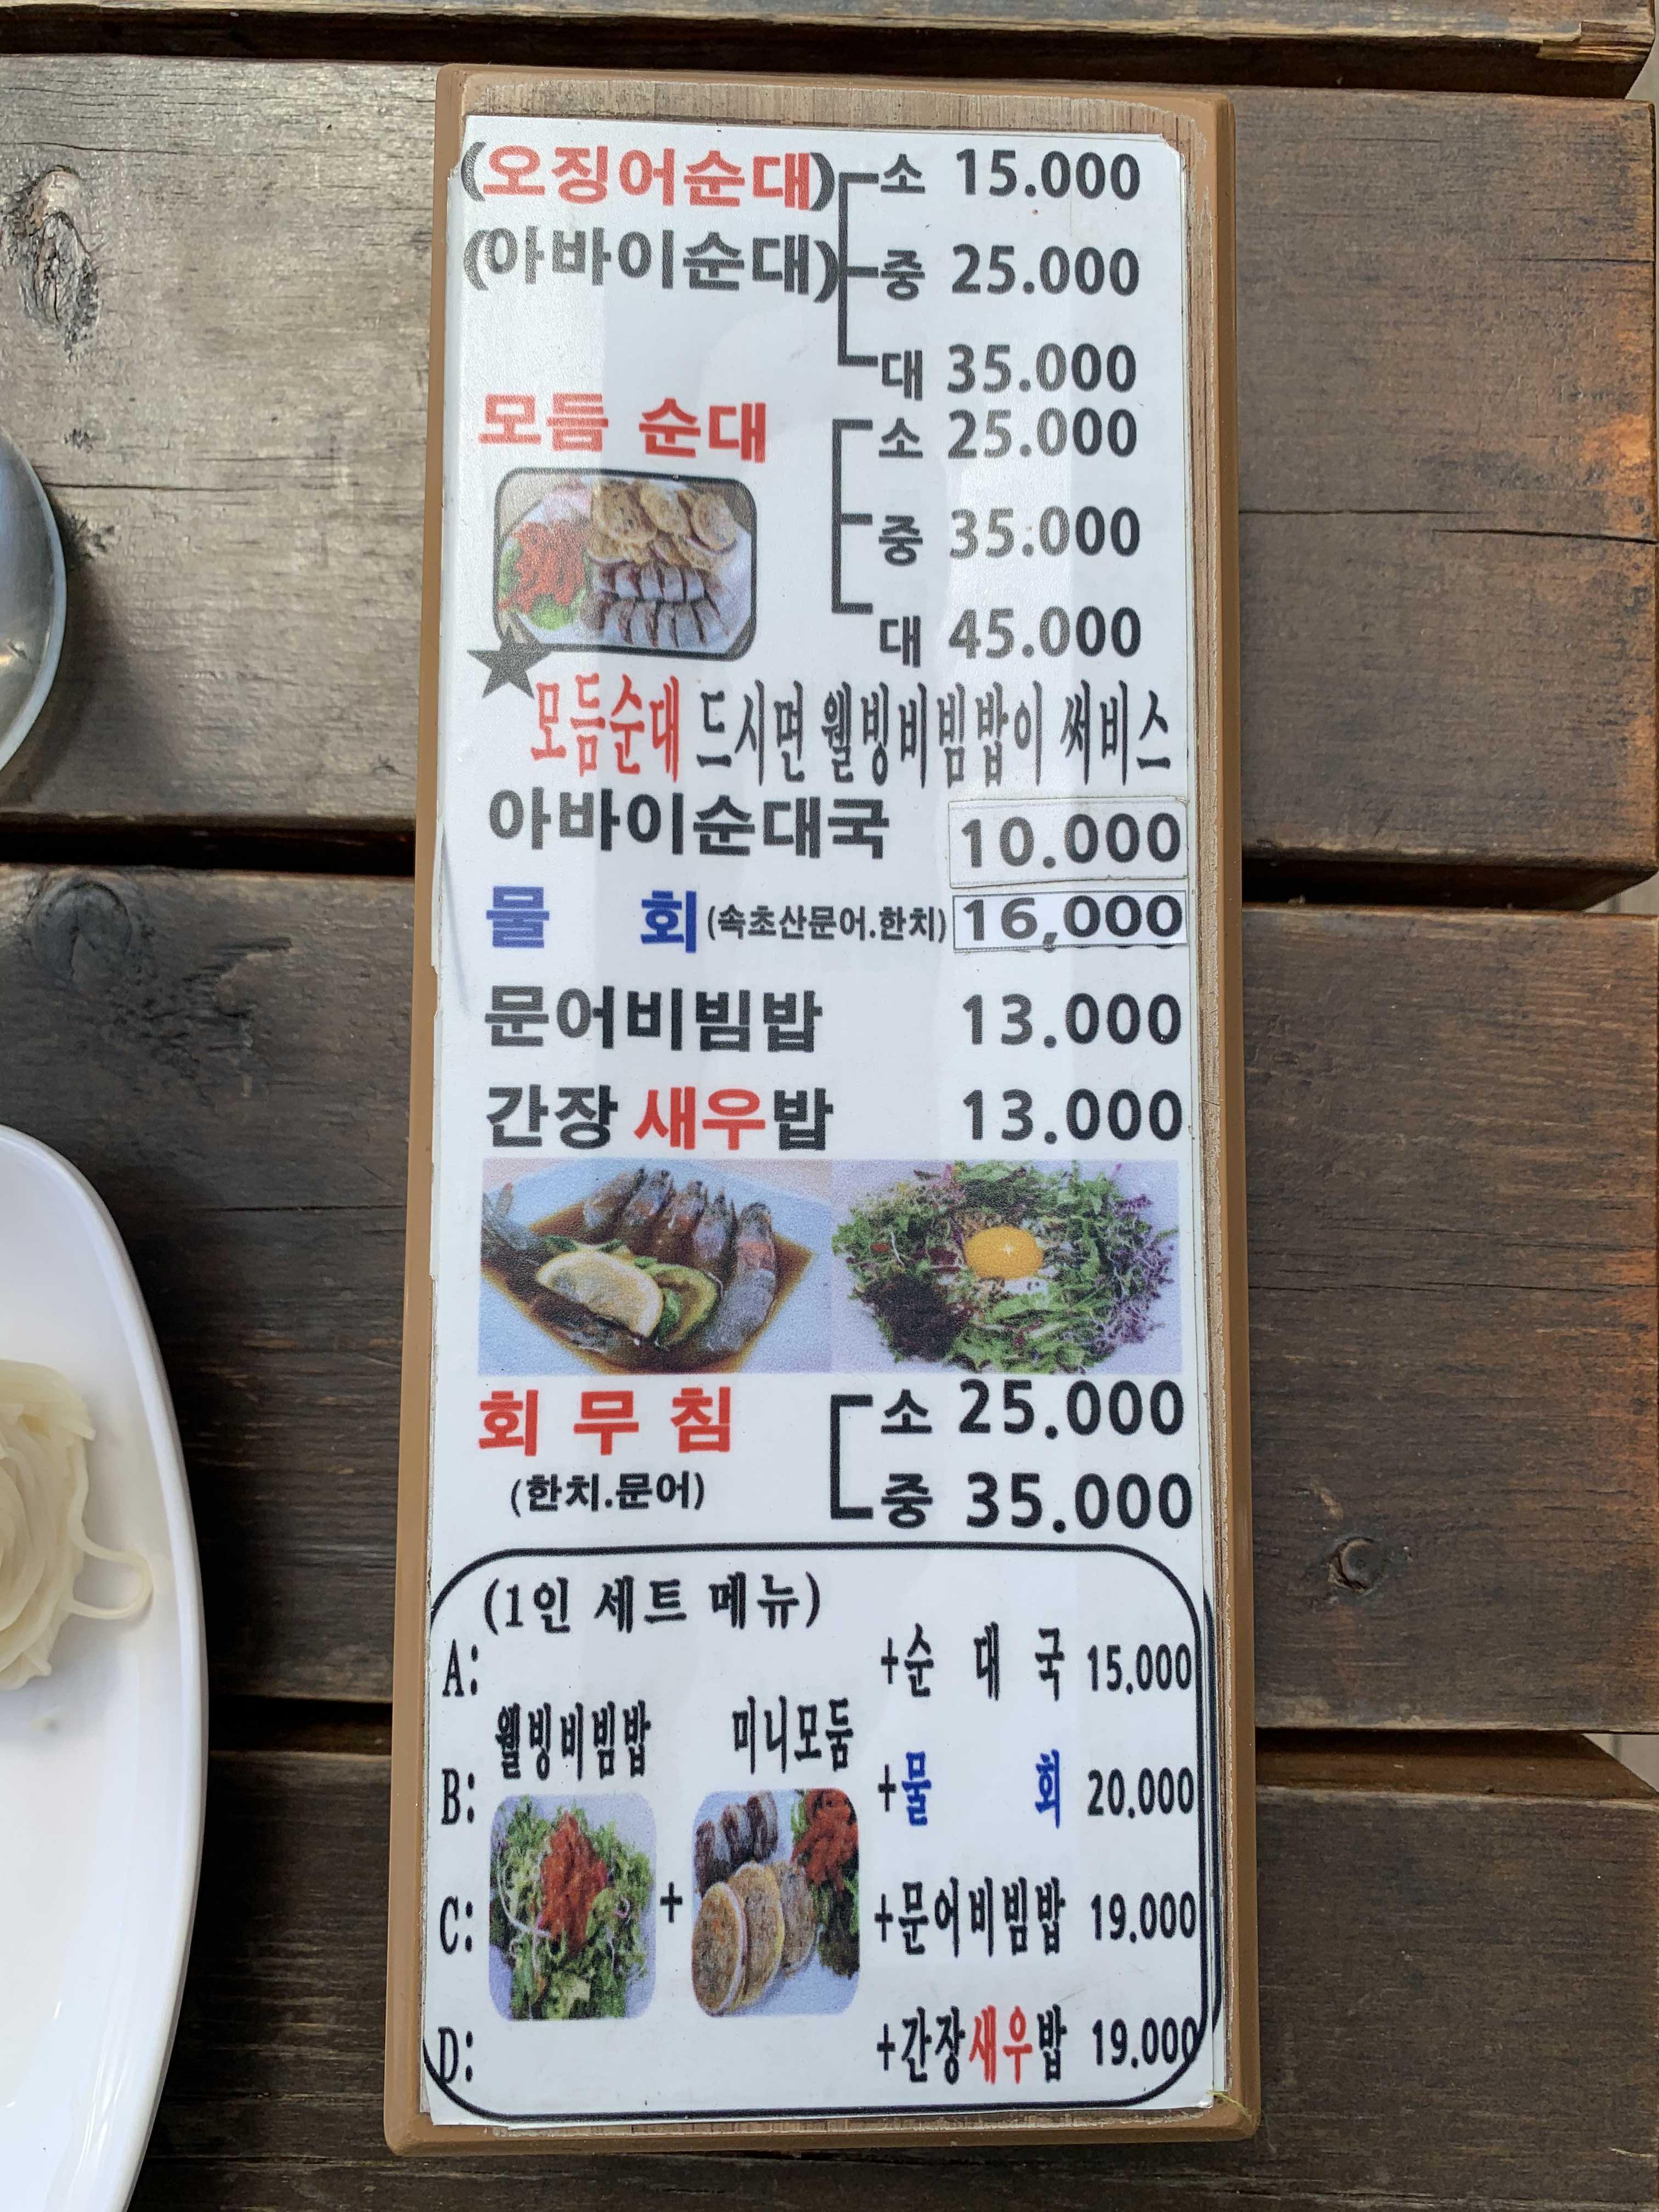 (오징어순대) 소 15.000
(아바이순대) 중 25.000
대 35.000
모듬 순대 소 25.000
중 35.000
대 45.000
★모듬순대 드시면 웰빙비빔밥이 써비스
아바이순대국 10.000
물 회(속초산문어.한치) 16,000
문어비빔밥 13.000
간장 새우밥 13.000
회 무 침 소 25.000
(한치.문어) 중 35.000
(1인 세트 메뉴)
A: +순 대 국 15.000
웰빙비빔밥 미니모둠
B: +물 회 20.000
C: + +문어비빔밥 19.000
D: +간장새우밥 19.000